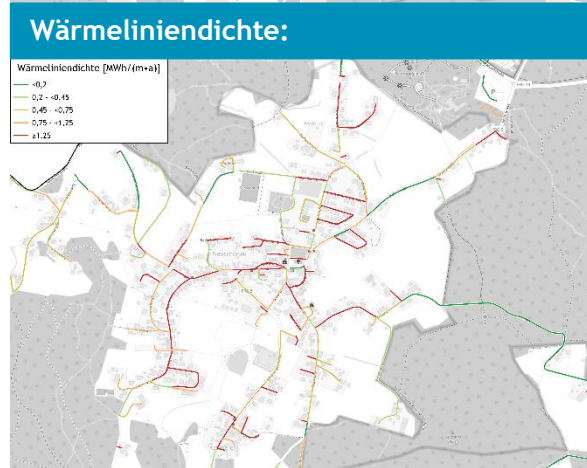 Wärmeliniendichte:
Wärmeliniendichte [MWh/(m•a)]
<0,2
0,2 - <0,45
0,45 - <0,75
0,75 - <1,25
≥1,25
P